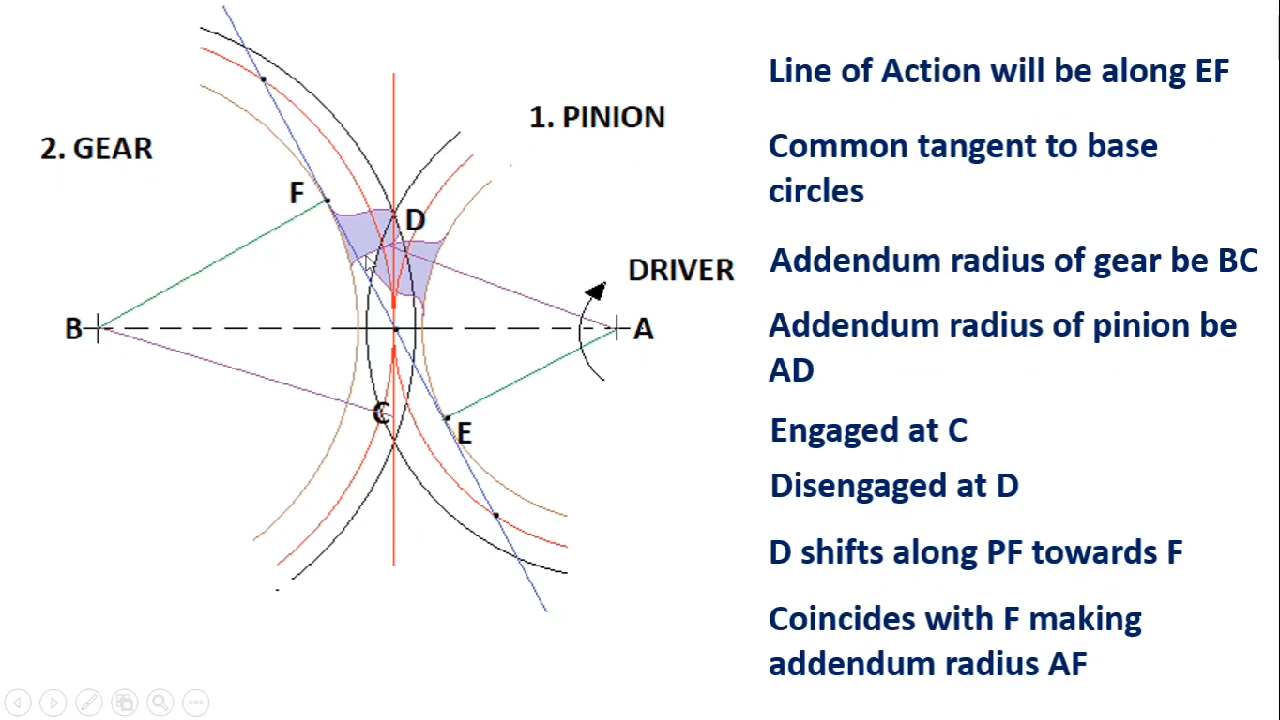 2. GEAR
1. PINION
F
D
DRIVER
B
A
C
E
Line of Action will be along EF
Common tangent to base
circles
Addendum radius of gear be BC
Addendum radius of pinion be
AD
Engaged at C
Disengaged at D
D shifts along PF towards F
Coincides with F making
addendum radius AF